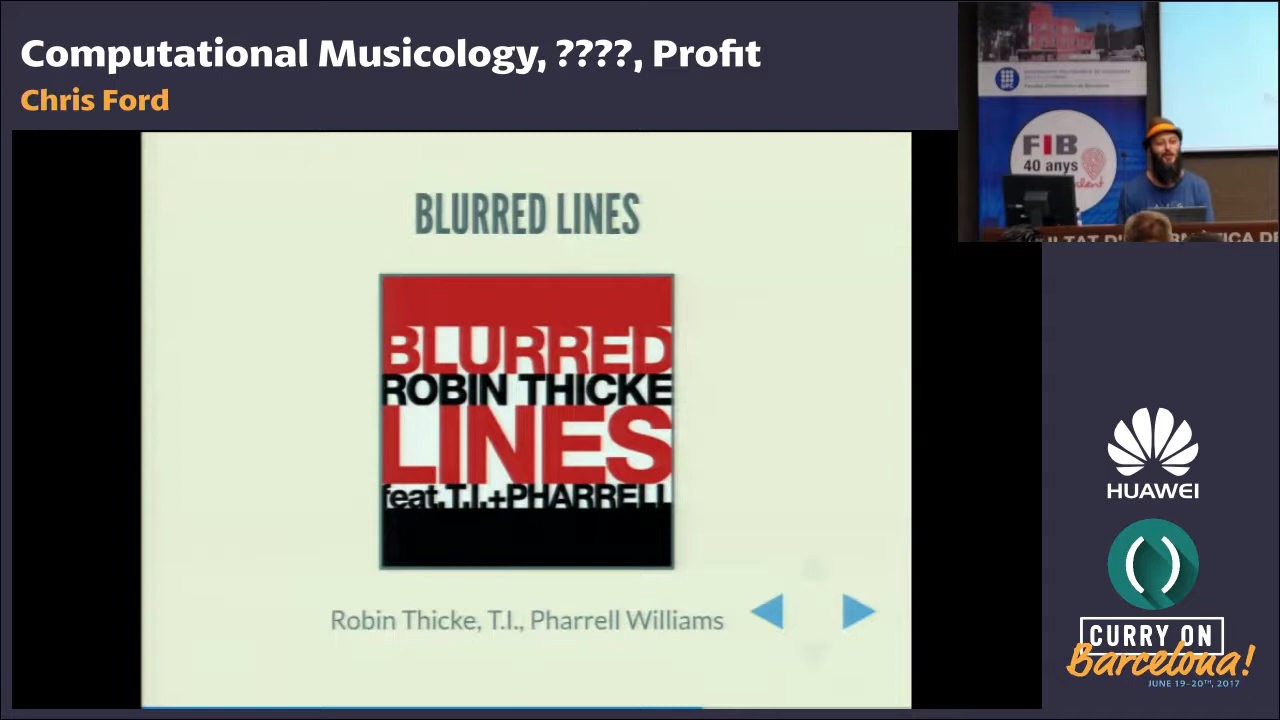 Computational Musicology, ????, Profit
Chris Ford
FIB
40 anys
BLURRED LINES
BLURRED
ROBIN THICKE
LINES
feat.T.I.+PHARRELL
Robin Thicke, T.I., Pharrell Williams
HUAWEI
CURRY ON
Barcelona!
JUNE 19-20TH, 2017